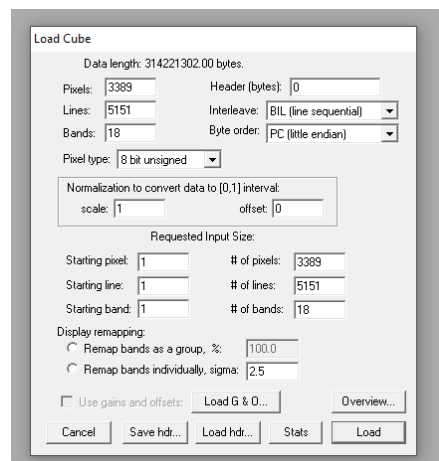 Load Cube
Data length: 314221302.00 bytes.
Pixels: 3389 Header (bytes): 0
Lines: 5151 Interleave: BIL (line sequential)
Bands: 18 Byte order: PC (little endian)
Pixel type: 8 bit unsigned
Normalization to convert data to [0,1] interval:
scale: 1 offset: 0
Requested Input Size:
Starting pixel: 1 # of pixels: 3389
Starting line: 1 # of lines: 5151
Starting band: 1 # of bands: 18
Display remapping:
Remap bands as a group, %: 100.0
Remap bands individually, sigma: 2.5
Use gains and offsets: Load G & O... Overview...
Cancel Save hdr... Load hdr... Stats Load